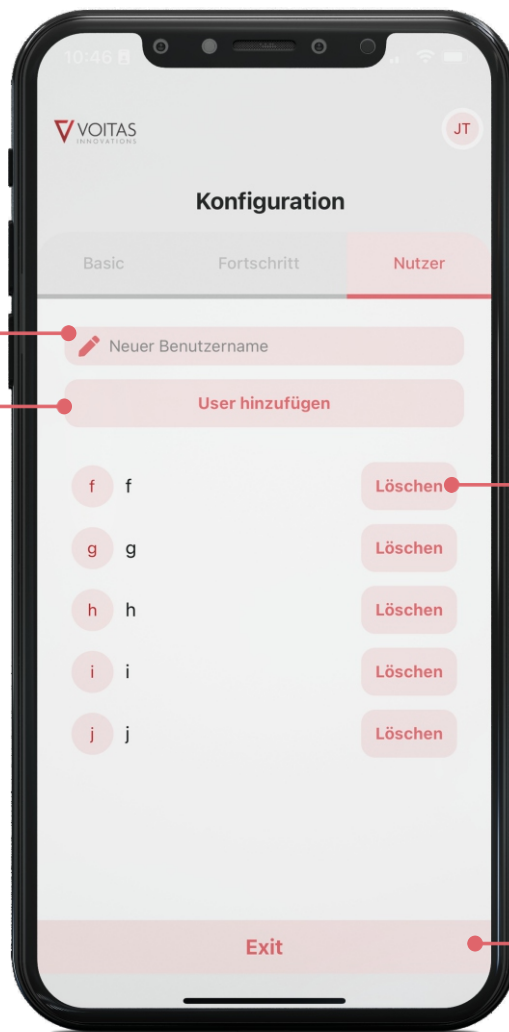 10:46
VOITAS
INNOVATIONS
JT
Konfiguration
Basic Fortschritt Nutzer
Neuer Benutzername
User hinzufügen
f f Löschen
g g Löschen
h h Löschen
i i Löschen
j j Löschen
Exit